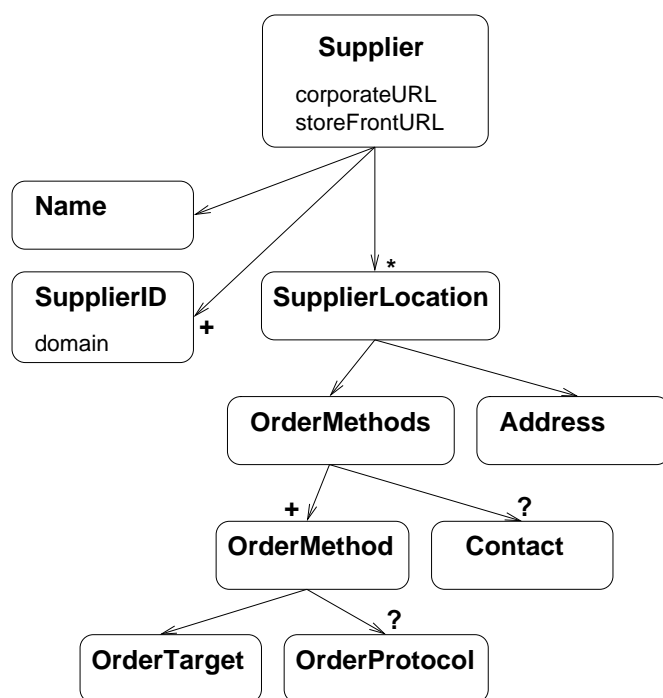 Supplier
corporateURL
storeFrontURL
Name
*
SupplierID
SupplierLocation
+
domain
OrderMethods
Address
+
?
OrderMethod
Contact
?
OrderTarget
OrderProtocol